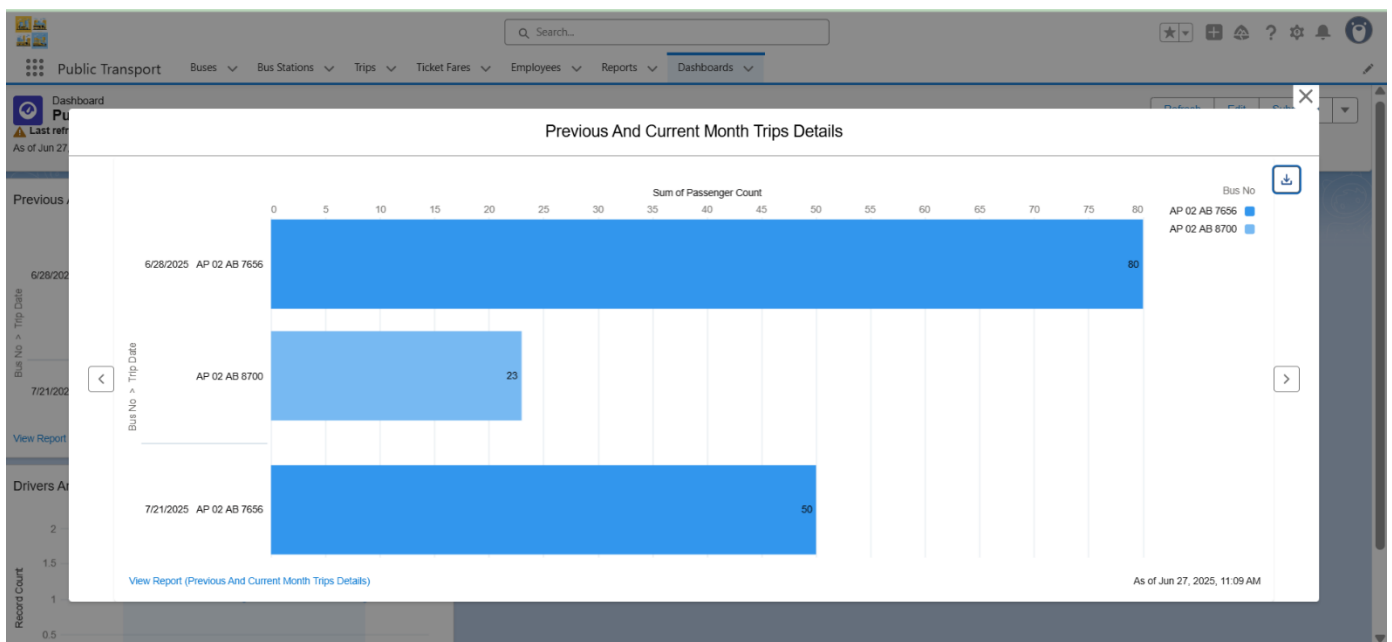 Search...
Public Transport Buses Bus Stations Trips Ticket Fares Employees Reports Dashboards
Dashboard
Pu
Last refr
As of Jun 27,
Refresh Edit
Previous And Current Month Trips Details
Previous
Sum of Passenger Count
0 5 10 15 20 25 30 35 40 45 50 55 60 65 70 75 80
Bus No
AP 02 AB 7656
AP 02 AB 8700
6/28/2025 AP 02 AB 7656
80
AP 02 AB 8700
23
7/21/2025 AP 02 AB 7656
50
Bus No > Trip Date
View Report (Previous And Current Month Trips Details)
As of Jun 27, 2025, 11:09 AM
6/28/202
7/21/202
Bus No > Trip Date
View Report
Drivers Ar
2
1.5
1
0.5
Record Count